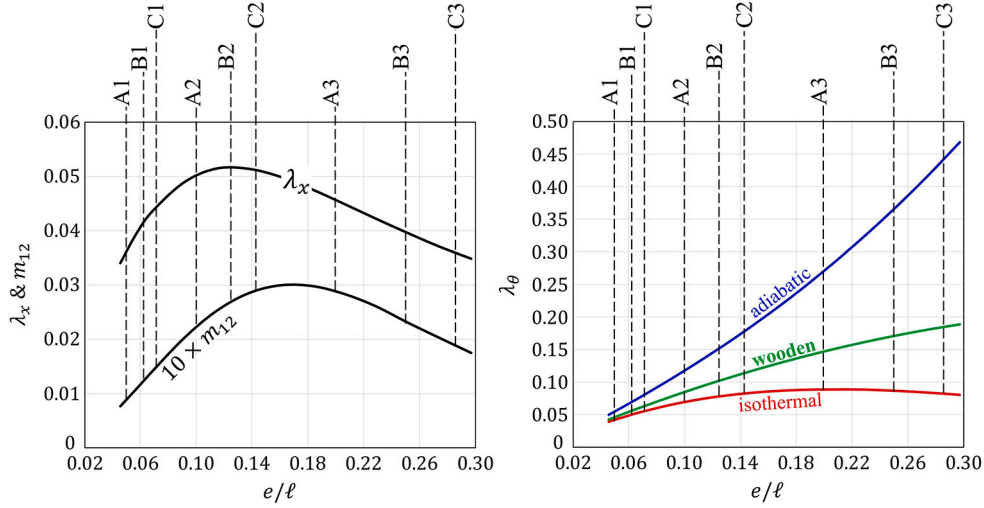 A1 B1 C1 A2 B2 C2 A3 B3 C3
0.06
0.05
0.04
0.03
0.02
0.01
0
λx & m12
λx
10 × m12
0.02 0.06 0.10 0.14 0.18 0.22 0.26 0.30
e/ℓ
A1 B1 C1 A2 B2 C2 A3 B3 C3
0.50
0.45
0.40
0.35
0.30
0.25
0.20
0.15
0.10
0.05
0
λθ
adiabatic
wooden
isothermal
0.02 0.06 0.10 0.14 0.18 0.22 0.26 0.30
e/ℓ